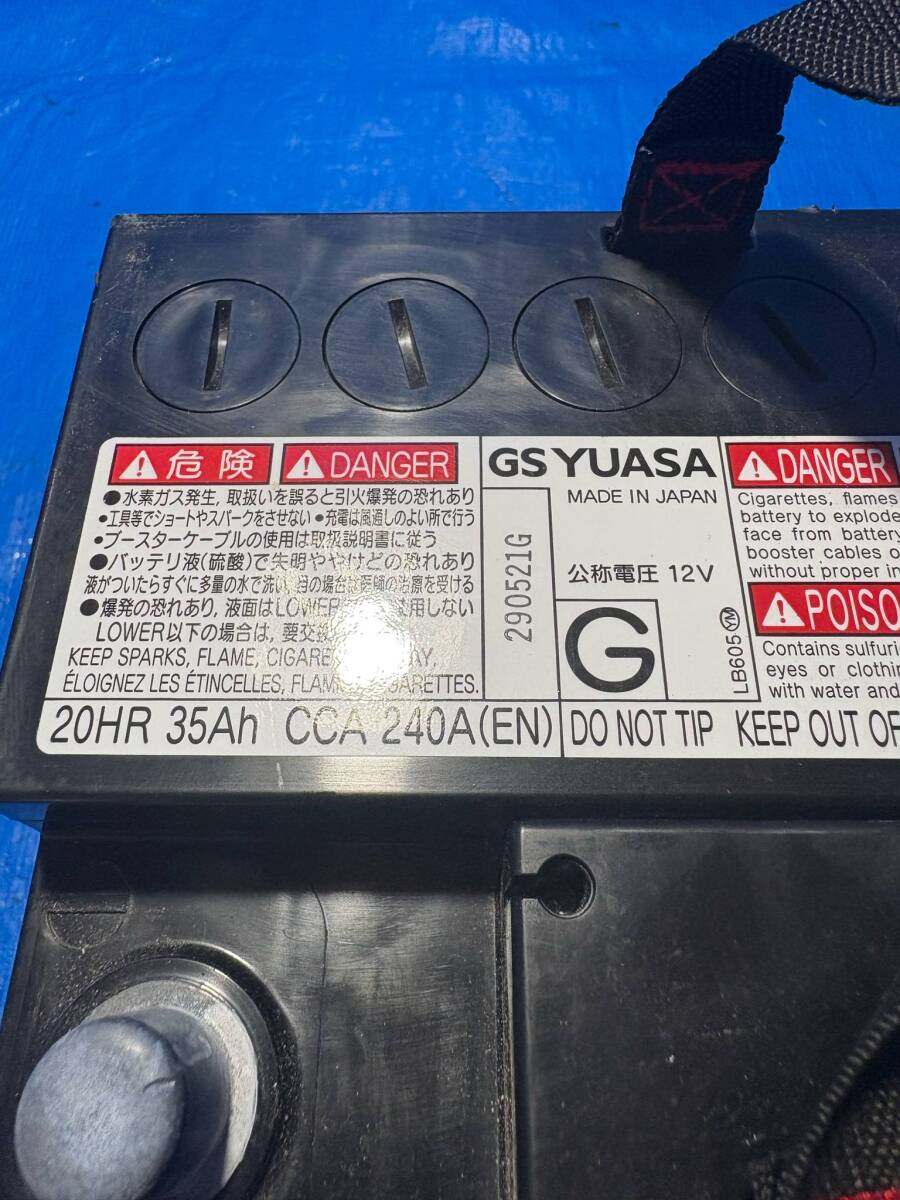 危険
DANGER
●水素ガス発生, 取扱いを誤ると引火爆発の恐れあり
●工具等でショートやスパークをさせない ●充電は風通しのよい所で行う
●ブースターケーブルの使用は取扱説明書に従う
●バッテリ液(硫酸)で失明ややけどの恐れあり
液がついたらすぐに多量の水で洗い 目の場合は医師の治療を受ける
●爆発の恐れあり, 液面はLOWER 用しない
LOWER以下の場合は, 要交換
KEEP SPARKS, FLAME,
ÉLOIGNEZ LES ÉTINCELLES,
20HR 35Ah CCA 240A(EN)
GS YUASA
MADE IN JAPAN
290521G
公称電圧 12V
G
LB605 YM
DO NOT TIP KEEP OUT OF
DANGER
Cigarettes, flames
battery to explode
face from battery
booster cables
without proper
POISO
Contains sulfuri
eyes or clothin
with water and